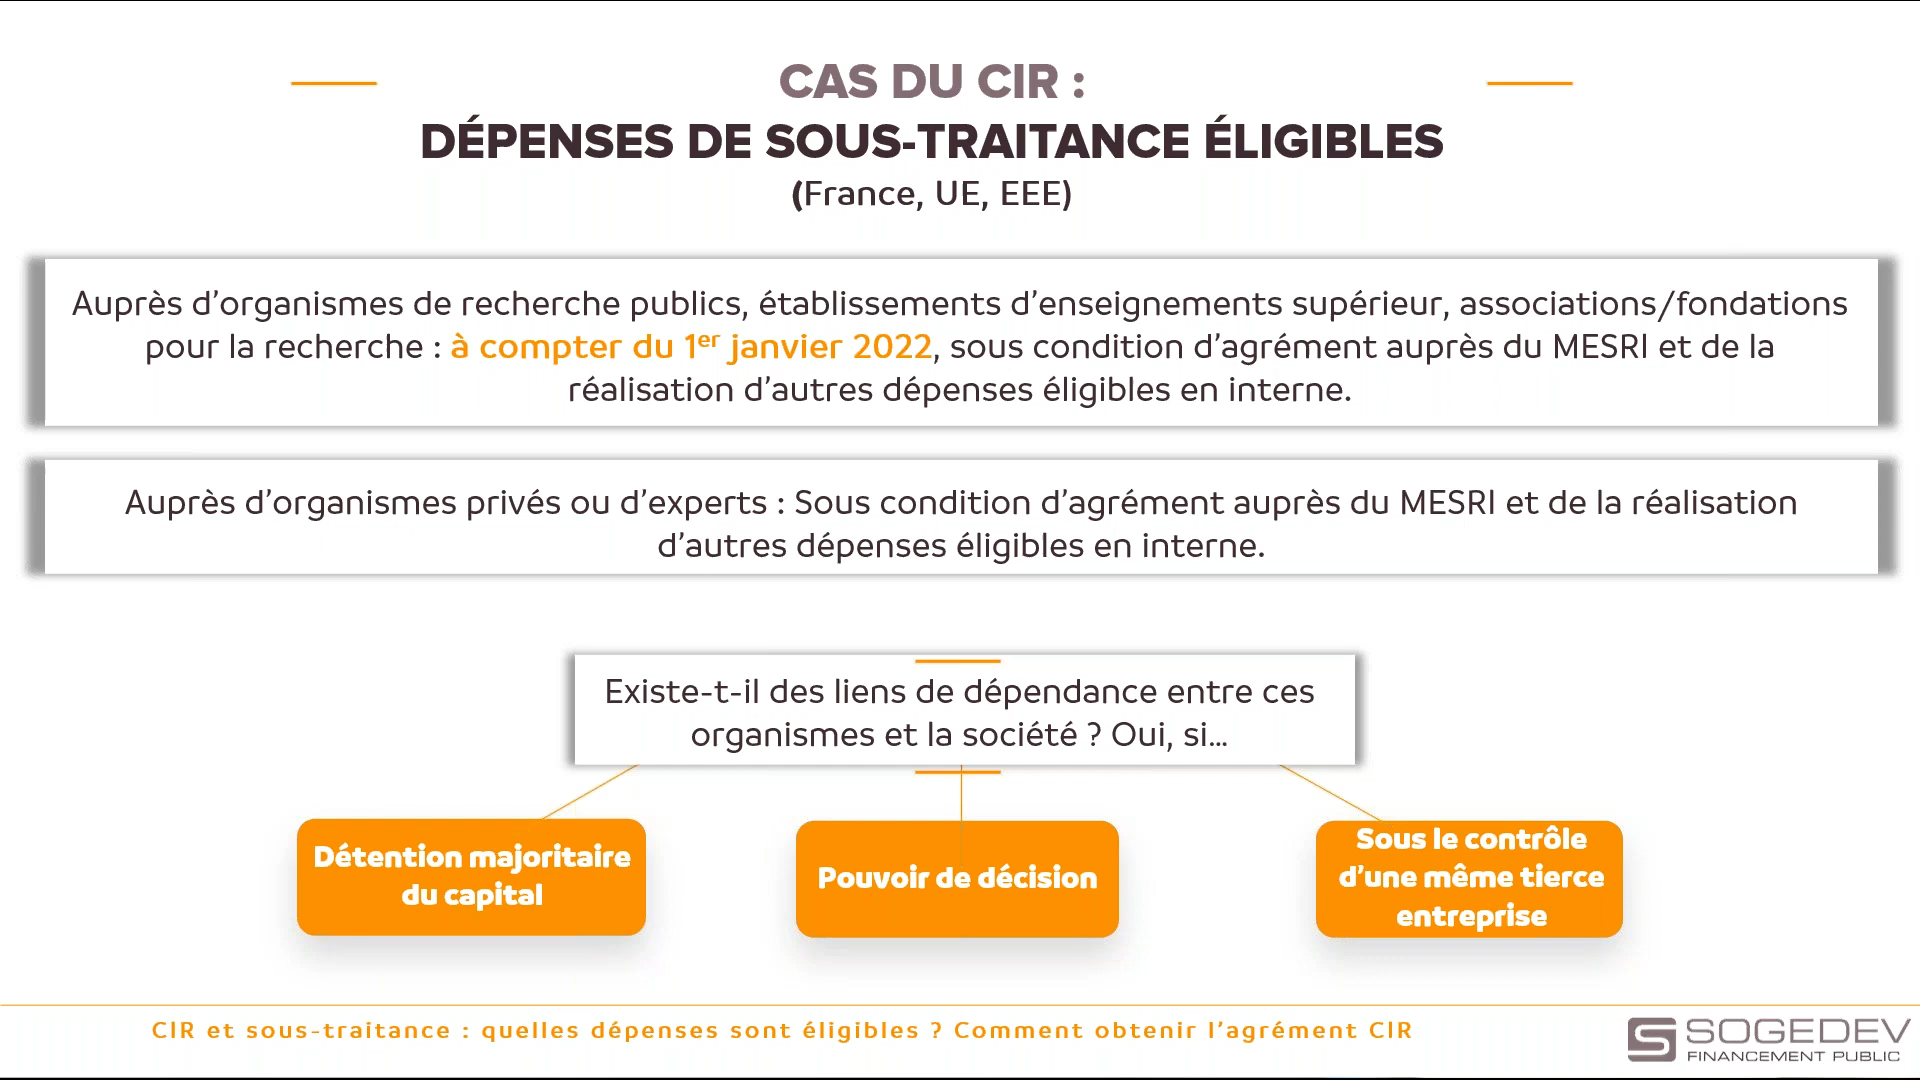 CAS DU CIR :
DÉPENSES DE SOUS-TRAITANCE ÉLIGIBLES
(France, UE, EEE)
Auprès d’organismes de recherche publics, établissements d’enseignements supérieur, associations/fondations
pour la recherche : à compter du 1er janvier 2022, sous condition d’agrément auprès du MESRI et de la
réalisation d’autres dépenses éligibles en interne.
Auprès d’organismes privés ou d’experts : Sous condition d’agrément auprès du MESRI et de la réalisation
d’autres dépenses éligibles en interne.
Existe-t-il des liens de dépendance entre ces
organismes et la société ? Oui, si…
Détention majoritaire
du capital
Pouvoir de décision
Sous le contrôle
d’une même tierce
entreprise
CIR et sous-traitance : quelles dépenses sont éligibles ? Comment obtenir l’agrément CIR
SOGEDEV
FINANCEMENT PUBLIC